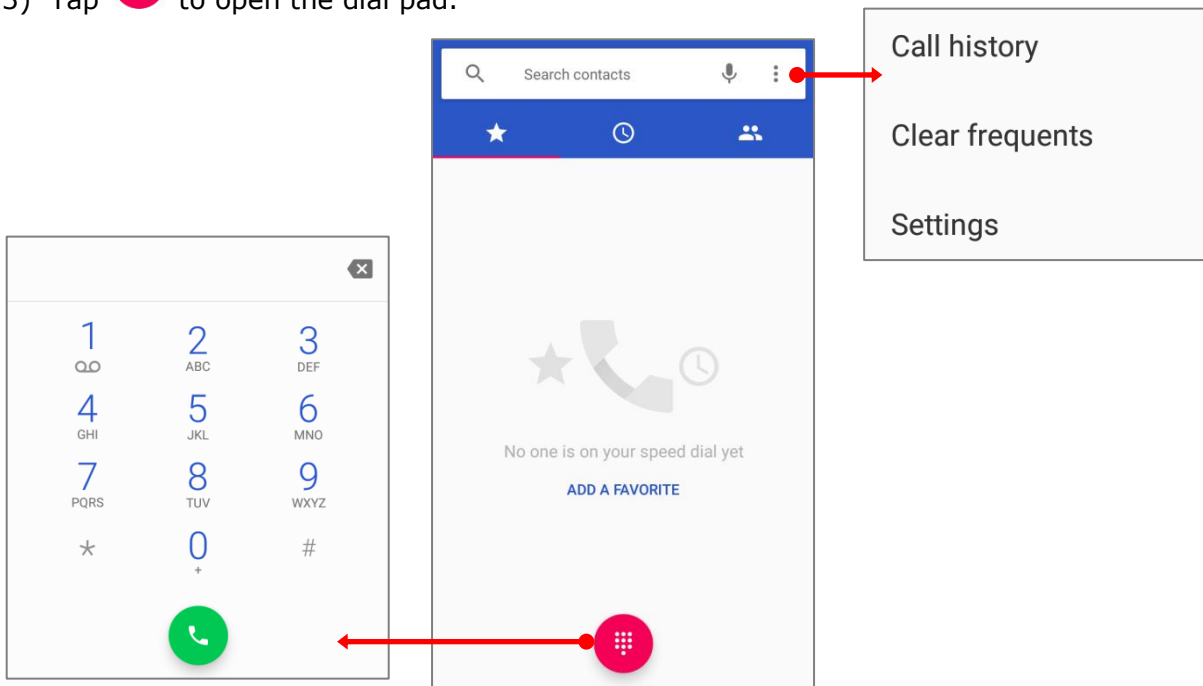 3) Tap to open the dial pad.
Search contacts
No one is on your speed dial yet
ADD A FAVORITE
Call history
Clear frequents
Settings
1 2 3
ABC DEF
4 5 6
GHI JKL MNO
7 8 9
PQRS TUV WXYZ
* 0 #
+